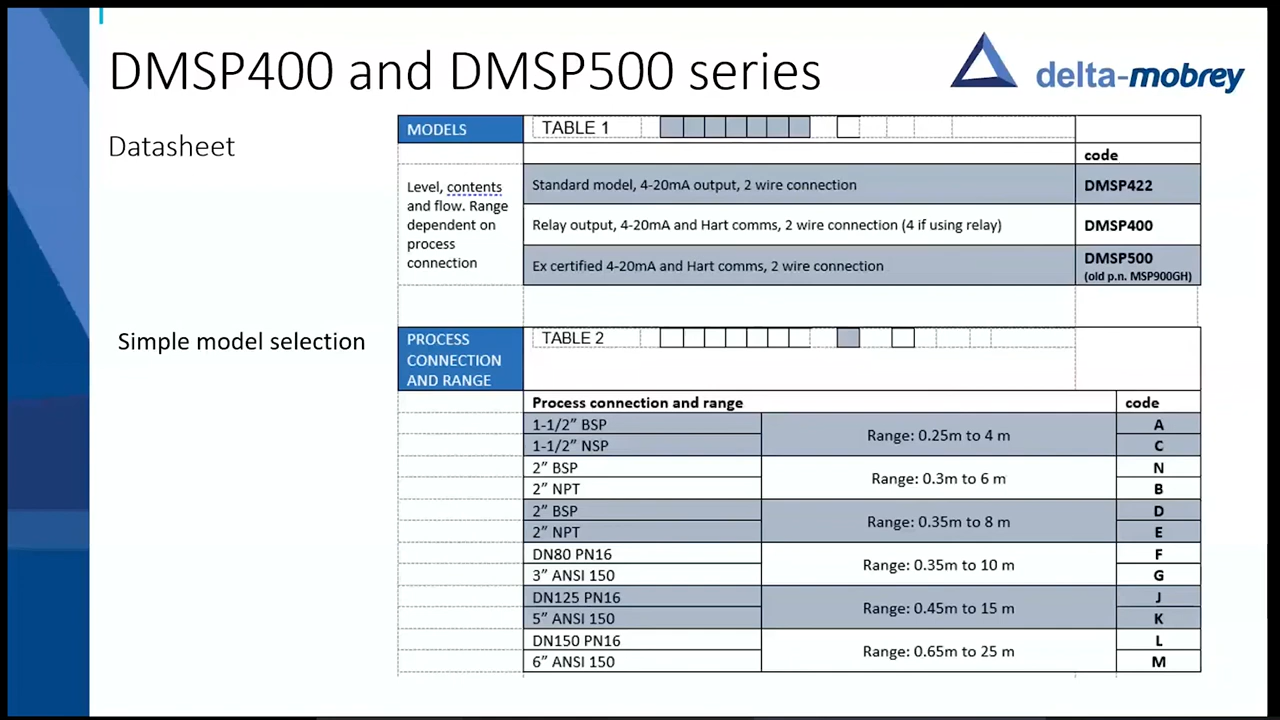 DMSP400 and DMSP500 series
delta-mobrey
Datasheet
MODELS
TABLE 1
code
Level, contents
and flow. Range
dependent on
process
connection
Standard model, 4-20mA output, 2 wire connection
DMSP422
Relay output, 4-20mA and Hart comms, 2 wire connection (4 if using relay)
DMSP400
Ex certified 4-20mA and Hart comms, 2 wire connection
DMSP500
(old p.n. MSP900GH)
Simple model selection
PROCESS
CONNECTION
AND RANGE
TABLE 2
Process connection and range
code
1-1/2” BSP
Range: 0.25m to 4 m
A
1-1/2” NSP
C
2” BSP
Range: 0.3m to 6 m
N
2” NPT
B
2” BSP
Range: 0.35m to 8 m
D
2” NPT
E
DN80 PN16
Range: 0.35m to 10 m
F
3” ANSI 150
G
DN125 PN16
Range: 0.45m to 15 m
J
5” ANSI 150
K
DN150 PN16
Range: 0.65m to 25 m
L
6” ANSI 150
M